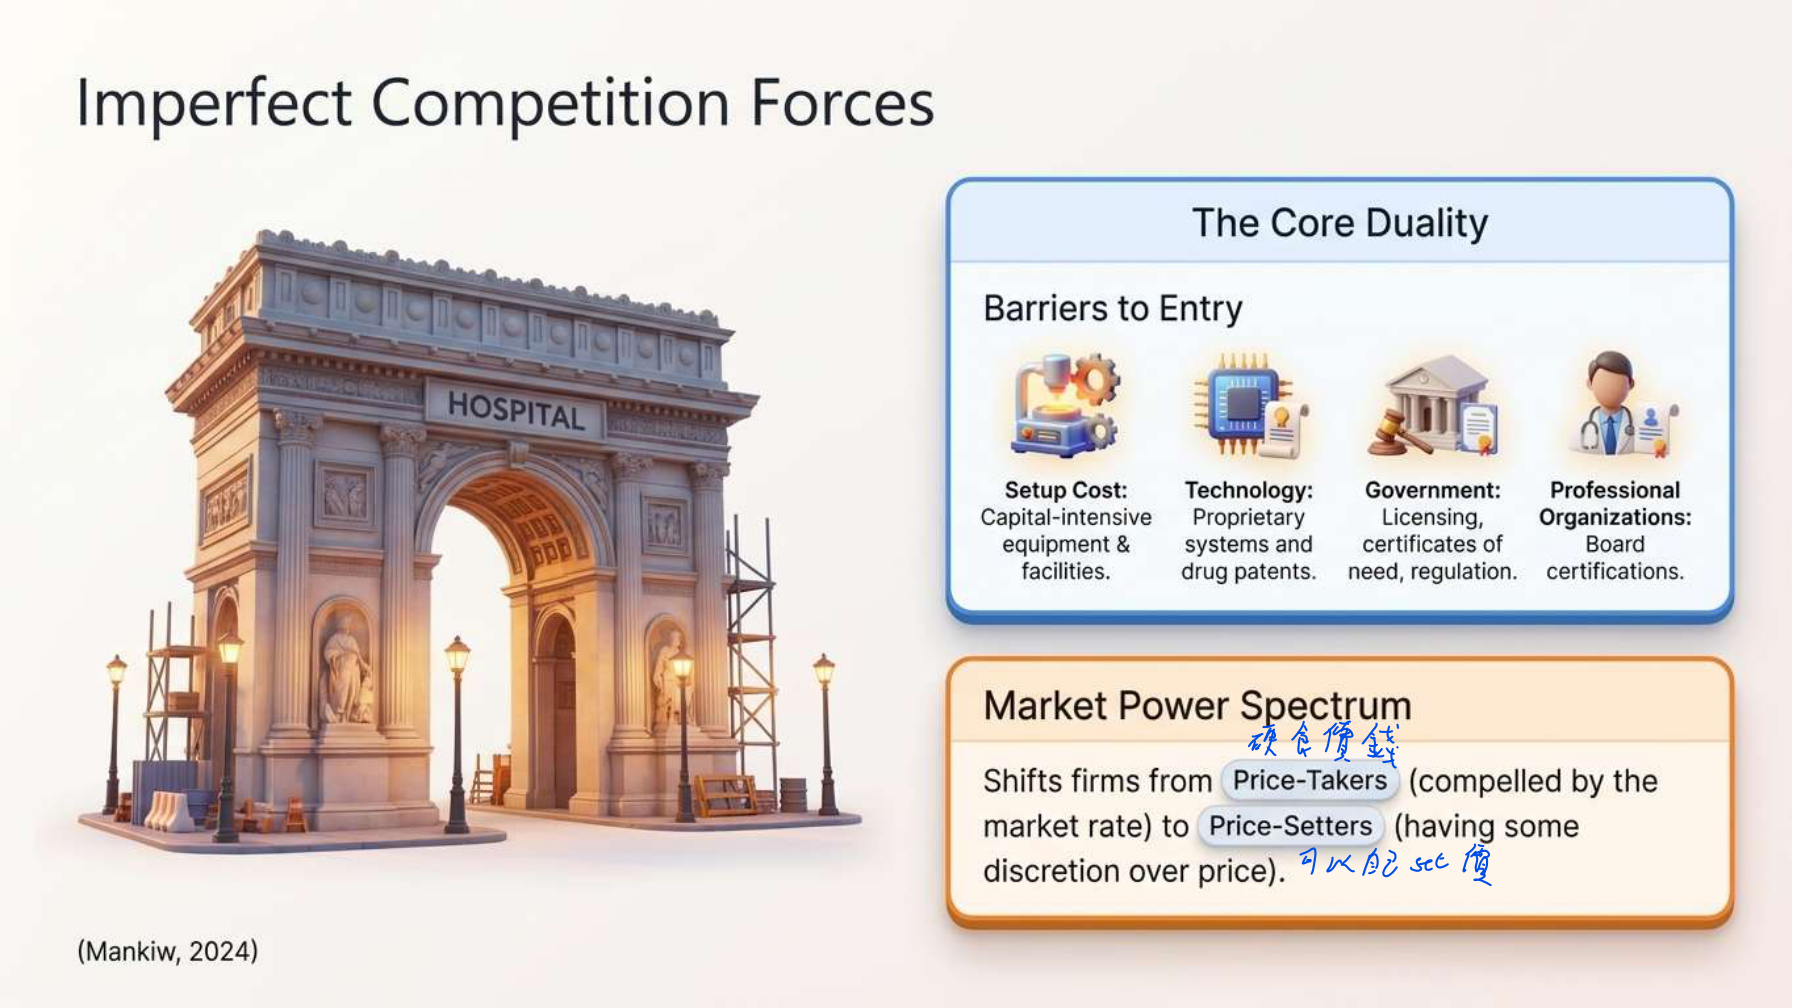 Imperfect Competition Forces
HOSPITAL
The Core Duality
Barriers to Entry
Setup Cost:
Capital-intensive
equipment &
facilities.
Technology:
Proprietary
systems and
drug patents.
Government:
Licensing,
certificates of
need, regulation.
Professional
Organizations:
Board
certifications.
Market Power Spectrum
硬食價錢
Shifts firms from Price-Takers (compelled by the
market rate) to Price-Setters (having some
discretion over price).
可以自己 set 價
(Mankiw, 2024)